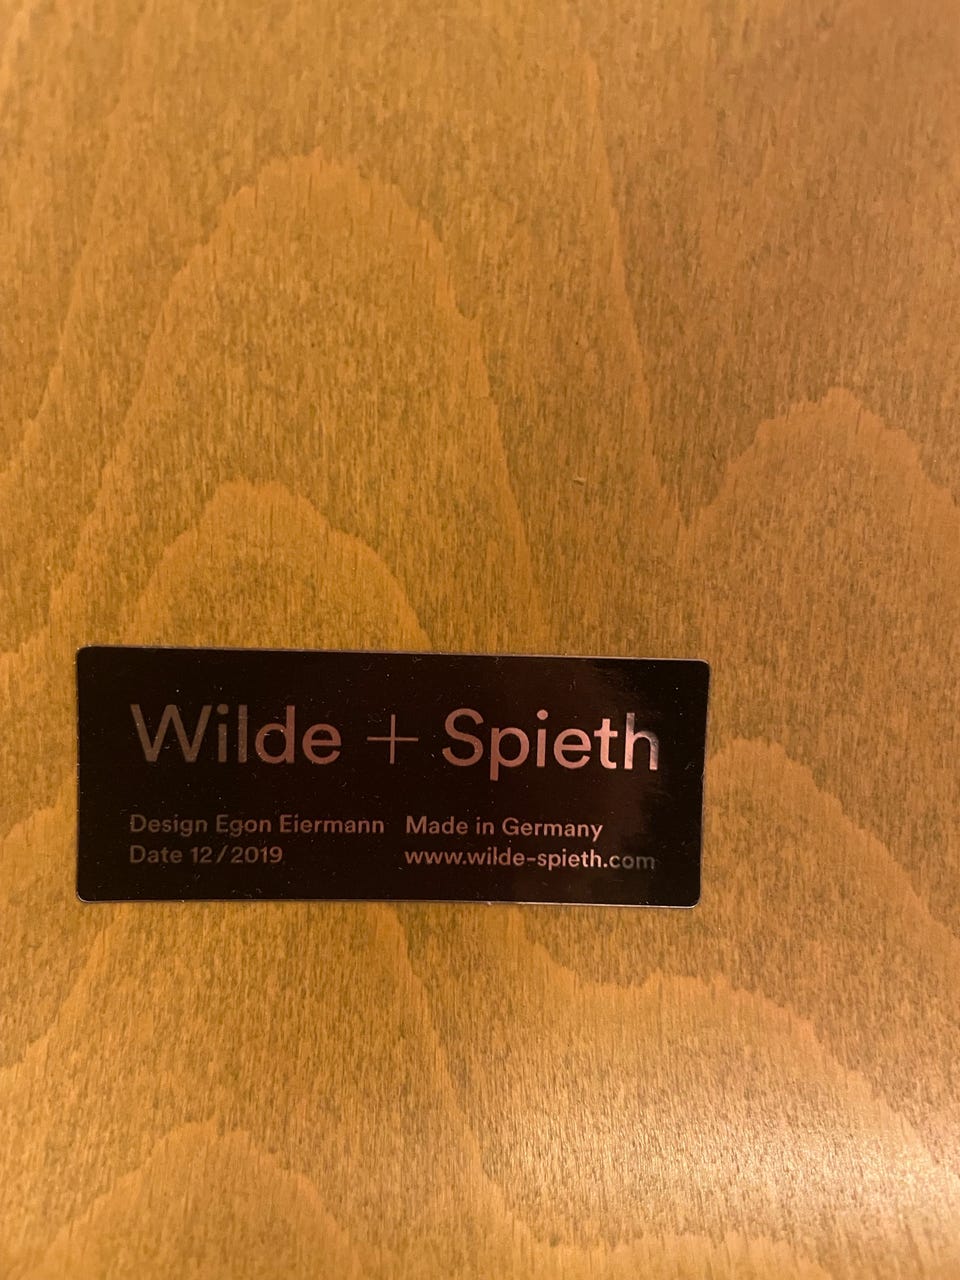 Wilde + Spieth
Design Egon Eiermann Made in Germany
Date 12/2019 www.wilde-spieth.com